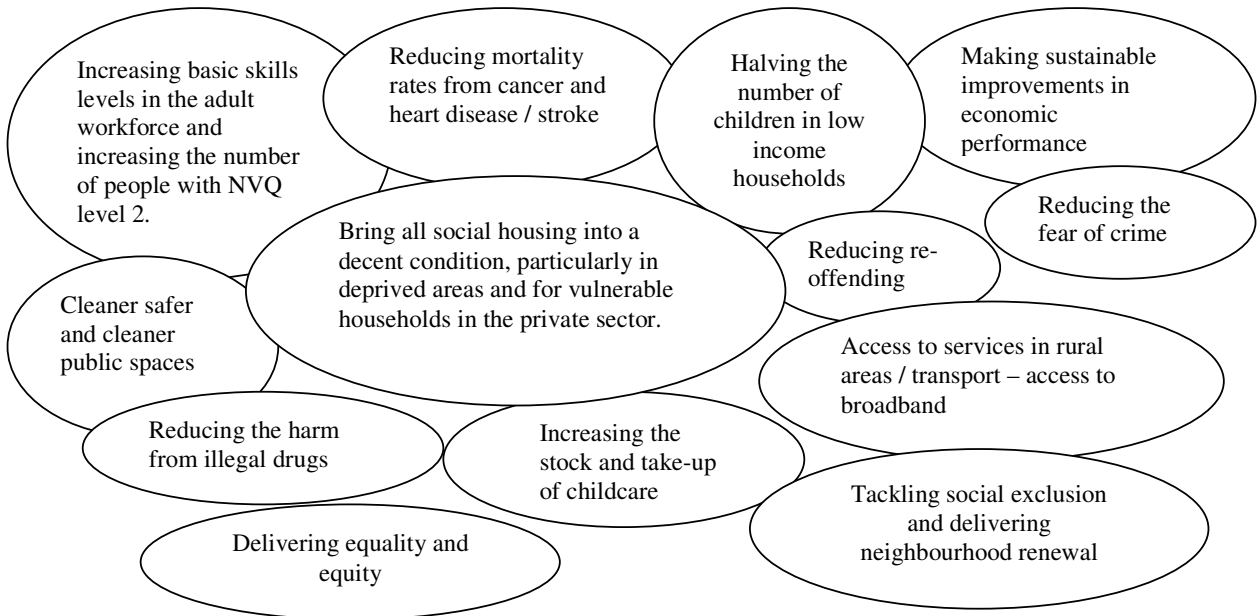 Increasing basic skills
levels in the adult
workforce and
increasing the number
of people with NVQ
level 2.
Reducing mortality
rates from cancer and
heart disease / stroke
Halving the
number of
children in low
income
households
Making sustainable
improvements in
economic
performance
Reducing the
fear of crime
Bring all social housing into a
decent condition, particularly in
deprived areas and for vulnerable
households in the private sector.
Reducing re-
offending
Cleaner safer
and cleaner
public spaces
Access to services in rural
areas / transport – access to
broadband
Reducing the harm
from illegal drugs
Increasing the
stock and take-up
of childcare
Tackling social exclusion
and delivering
neighbourhood renewal
Delivering equality and
equity